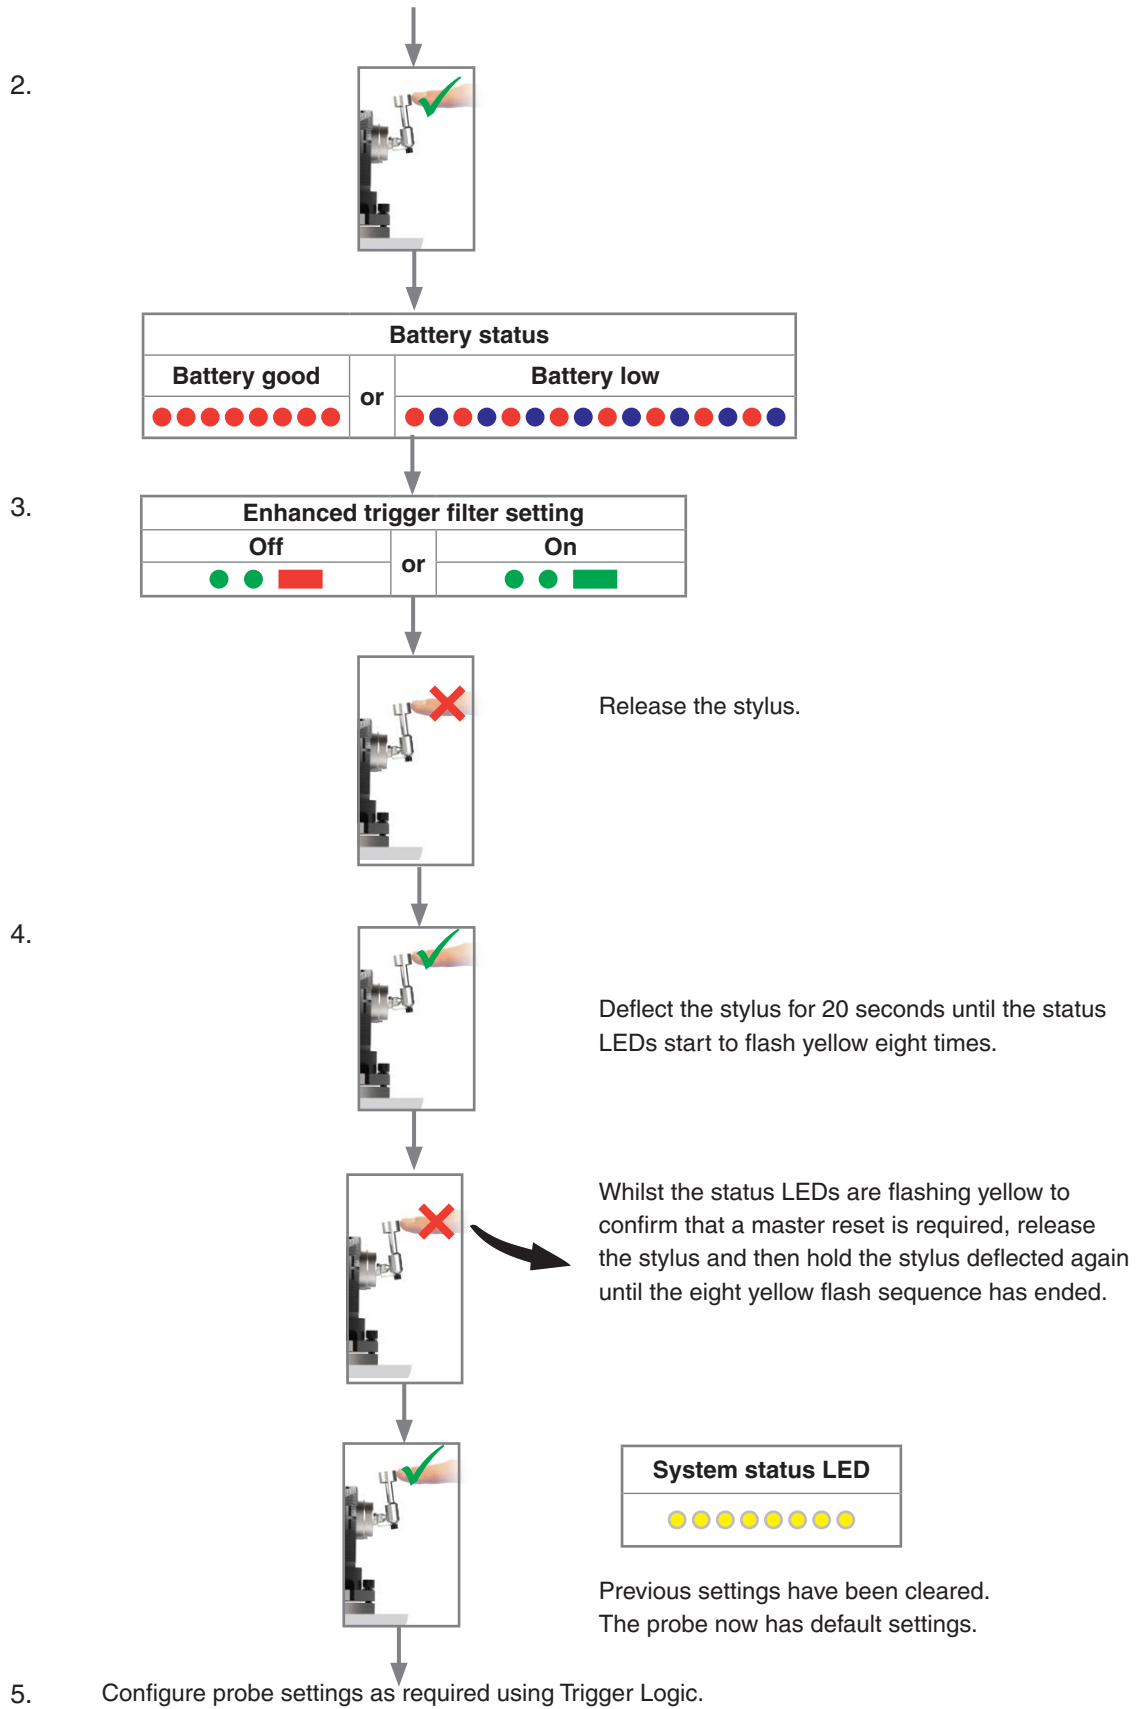 2.
Battery status
Battery good
or
Battery low
3.
Enhanced trigger filter setting
Off
or
On
Release the stylus.
4.
Deflect the stylus for 20 seconds until the status
LEDs start to flash yellow eight times.
Whilst the status LEDs are flashing yellow to
confirm that a master reset is required, release
the stylus and then hold the stylus deflected again
until the eight yellow flash sequence has ended.
System status LED
Previous settings have been cleared.
The probe now has default settings.
5. Configure probe settings as required using Trigger Logic.